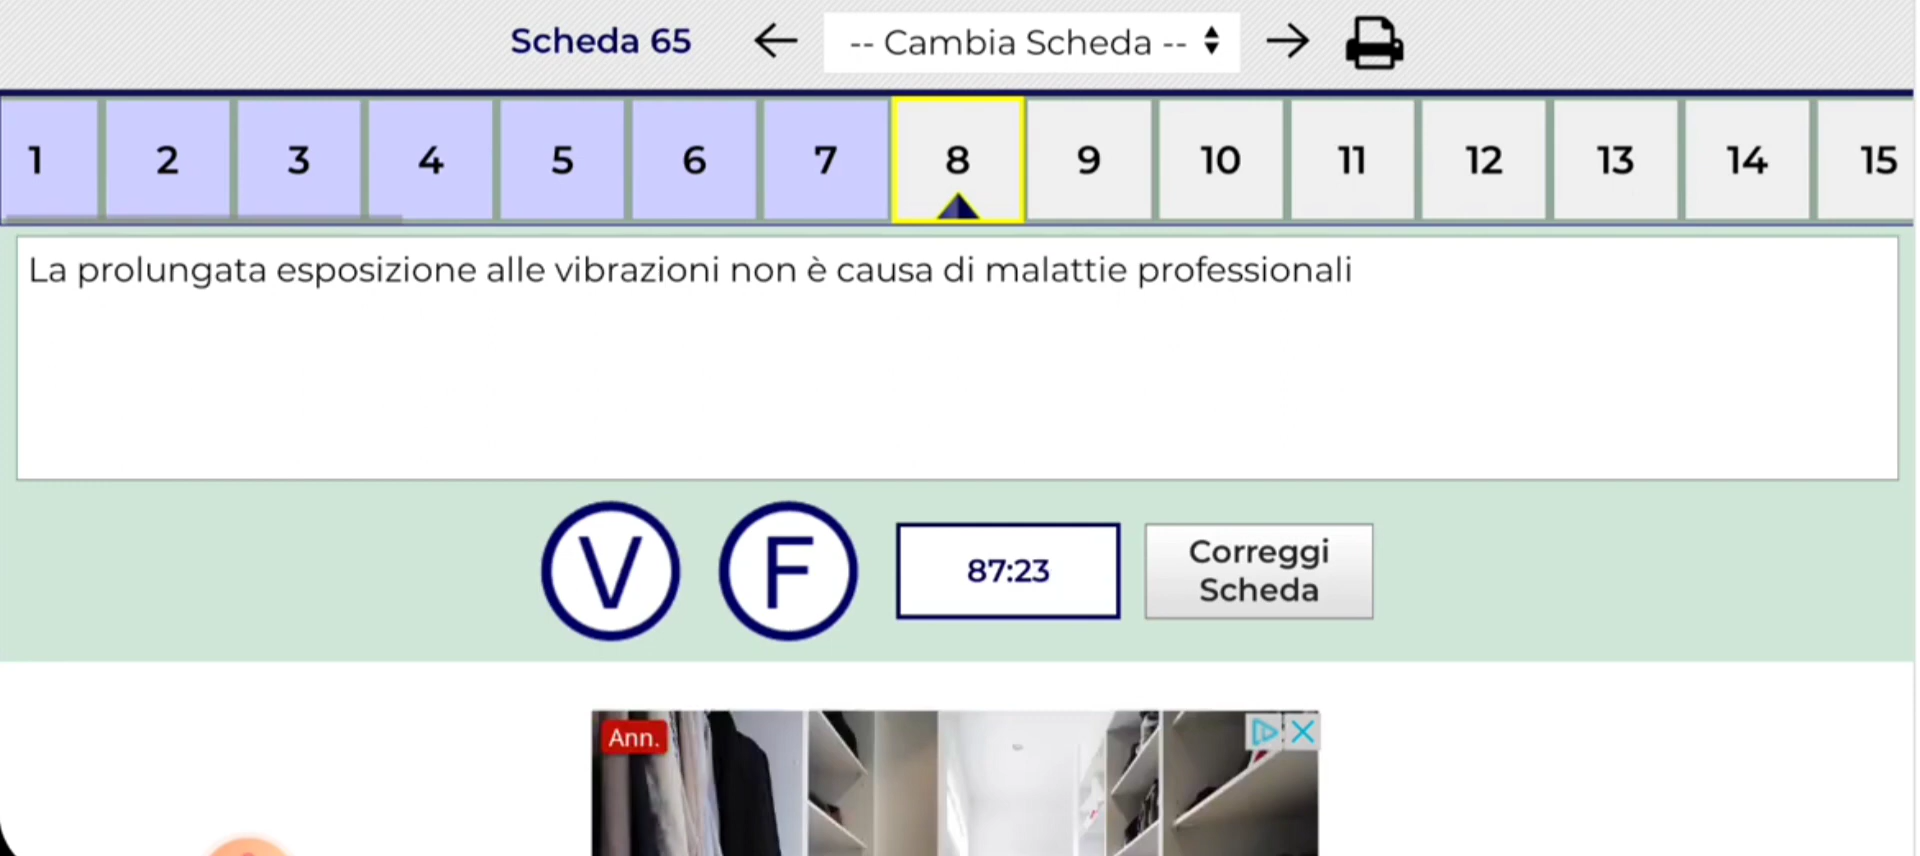 Scheda 65
-- Cambia Scheda --
1 2 3 4 5 6 7 8 9 10 11 12 13 14 15
La prolungata esposizione alle vibrazioni non è causa di malattie professionali
V F 87:23 Correggi
Scheda
Ann.